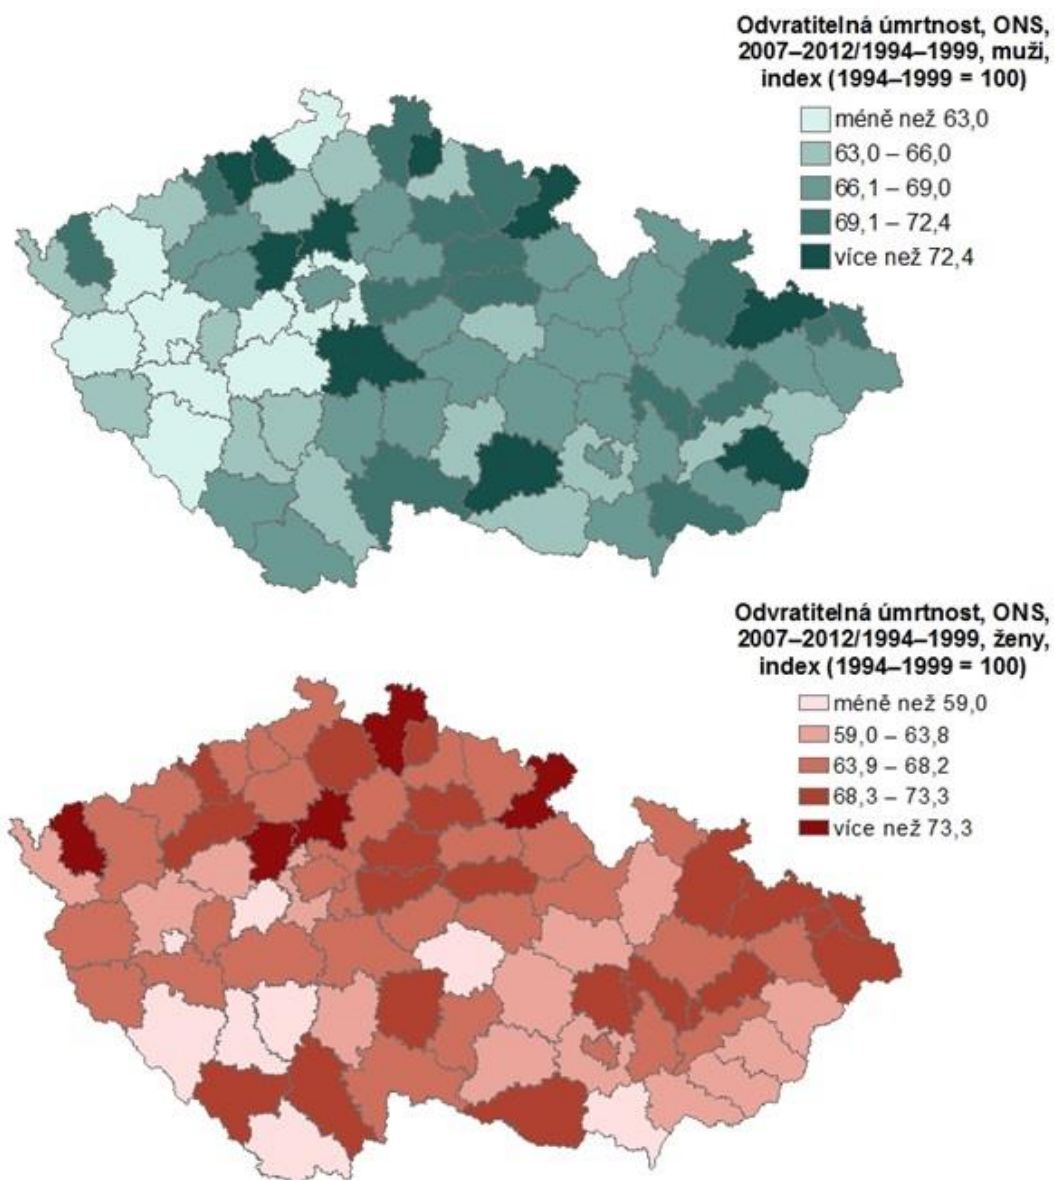 Odvratitelná úmrtnost, ONS,
2007–2012/1994–1999, muži,
index (1994–1999 = 100)
méně než 63,0
63,0 – 66,0
66,1 – 69,0
69,1 – 72,4
více než 72,4
Odvratitelná úmrtnost, ONS,
2007–2012/1994–1999, ženy,
index (1994–1999 = 100)
méně než 59,0
59,0 – 63,8
63,9 – 68,2
68,3 – 73,3
více než 73,3